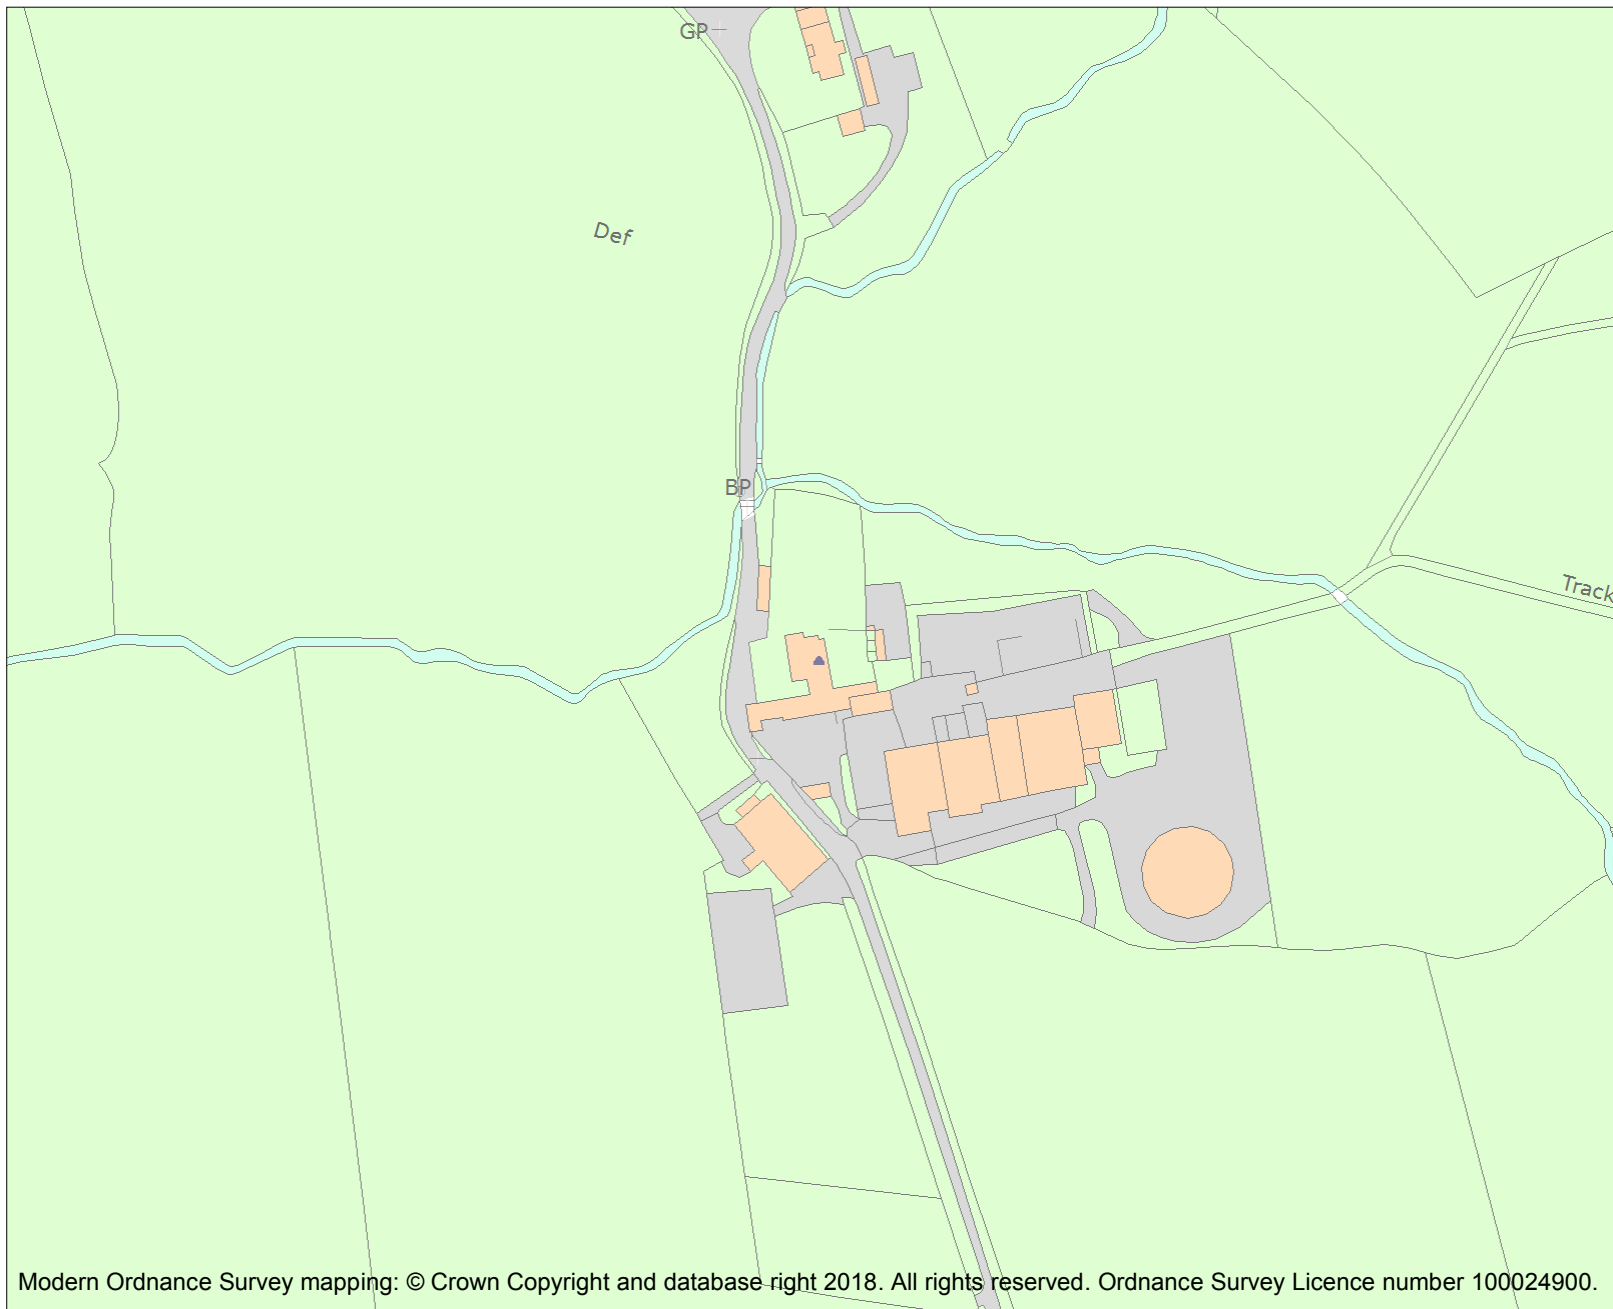 GP
Def
BP
Track
Modern Ordnance Survey mapping: © Crown Copyright and database right 2018. All rights reserved. Ordnance Survey Licence number 100024900.